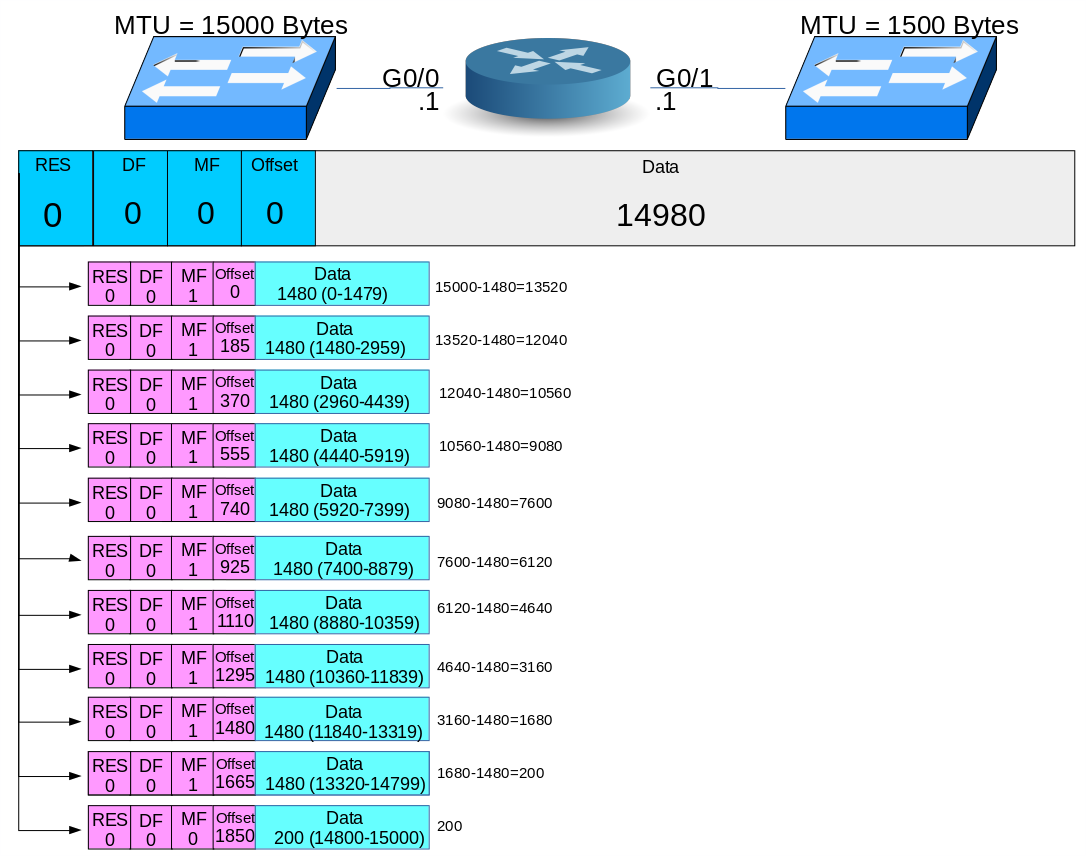 MTU = 15000 Bytes
MTU = 1500 Bytes
G0/0
.1
G0/1
.1
RES DF MF Offset Data
0 0 0 0 14980
RES DF MF Offset Data
0 0 1 0 1480 (0-1479)
15000-1480=13520
RES DF MF Offset Data
0 0 1 185 1480 (1480-2959)
13520-1480=12040
RES DF MF Offset Data
0 0 1 370 1480 (2960-4439)
12040-1480=10560
RES DF MF Offset Data
0 0 1 555 1480 (4440-5919)
10560-1480=9080
RES DF MF Offset Data
0 0 1 740 1480 (5920-7399)
9080-1480=7600
RES DF MF Offset Data
0 0 1 925 1480 (7400-8879)
7600-1480=6120
RES DF MF Offset Data
0 0 1 1110 1480 (8880-10359)
6120-1480=4640
RES DF MF Offset Data
0 0 1 1295 1480 (10360-11839)
4640-1480=3160
RES DF MF Offset Data
0 0 1 1480 1480 (11840-13319)
3160-1480=1680
RES DF MF Offset Data
0 0 1 1665 1480 (13320-14799)
1680-1480=200
RES DF MF Offset Data
0 0 0 1850 200 (14800-15000)
200